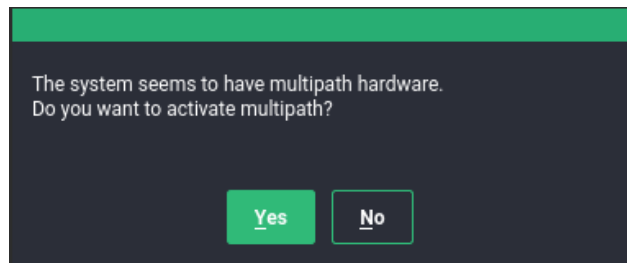 The system seems to have multipath hardware.
Do you want to activate multipath?
Yes
No